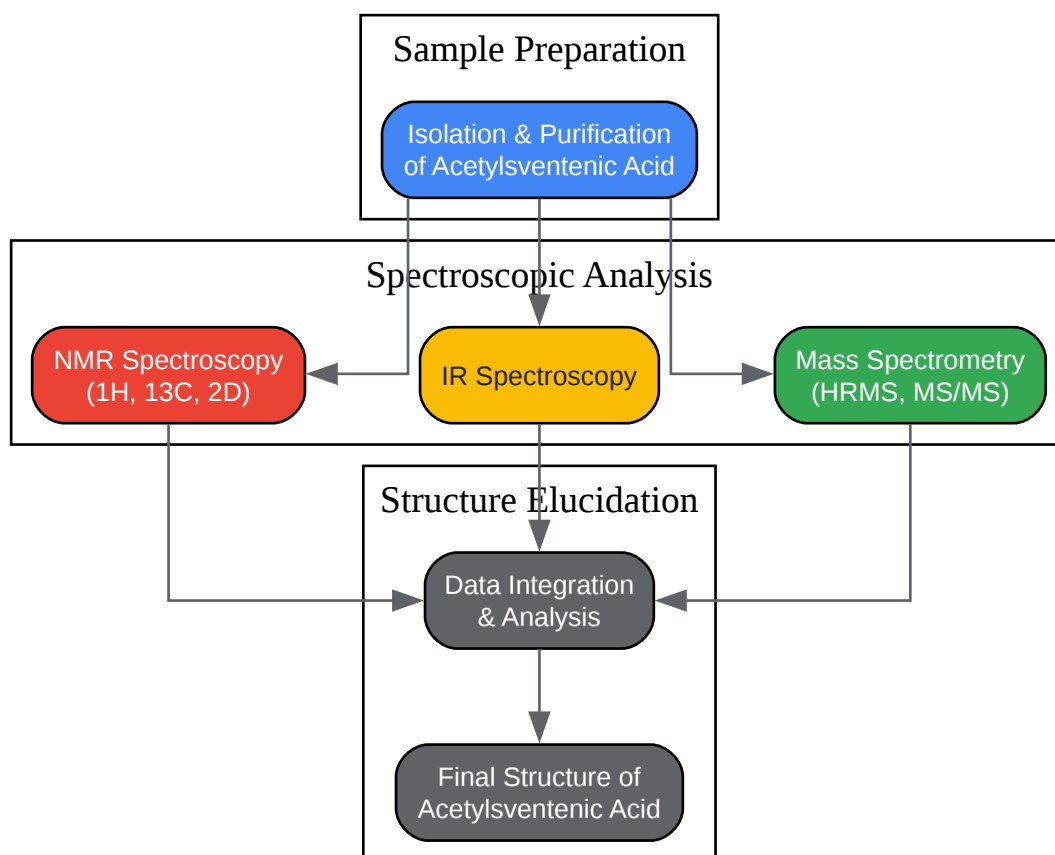 Sample Preparation
Isolation & Purification
of Acetylsventenic Acid
Spectroscopic Analysis
NMR Spectroscopy
(1H, 13C, 2D)
IR Spectroscopy
Mass Spectrometry
(HRMS, MS/MS)
Structure Elucidation
Data Integration
& Analysis
Final Structure of
Acetylsventenic Acid